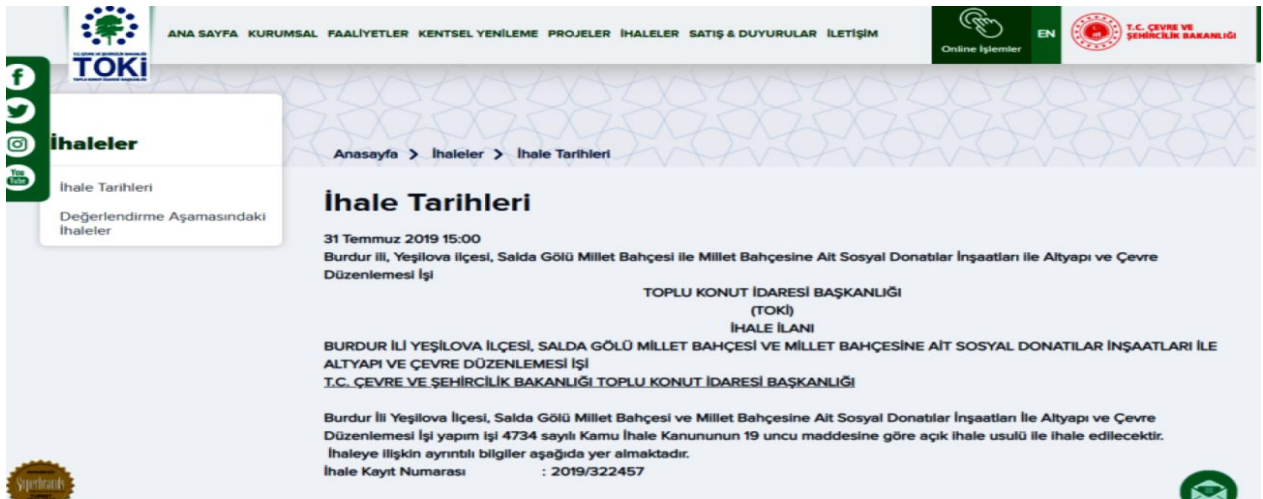 ANA SAYFA KURUMSAL FAALİYETLER KENTSEL YENİLEME PROJELER İHALELER SATIŞ & DUYURULAR İLETİŞİM
Online İşlemler
EN
T.C. ÇEVRE VE
ŞEHİRCİLİK BAKANLIĞI
TOKİ
İhaleler
İhale Tarihleri
Değerlendirme Aşamasındaki
İhaleler
You
Tube
Anasayfa > İhaleler > İhale Tarihleri
İhale Tarihleri
31 Temmuz 2019 15:00
Burdur ili, Yeşilova ilçesi, Salda Gölü Millet Bahçesi ile Millet Bahçesine Ait Sosyal Donatılar İnşaatları ile Altyapı ve Çevre
Düzenlemesi İşi
TOPLU KONUT İDARESİ BAŞKANLIĞI
(TOKİ)
İHALE İLANI
BURDUR İLİ YEŞİLOVA İLÇESİ, SALDA GÖLÜ MİLLET BAHÇESİ VE MİLLET BAHÇESİNE AİT SOSYAL DONATILAR İNŞAATLARI İLE
ALTYAPI VE ÇEVRE DÜZENLEMESİ İŞİ
T.C. ÇEVRE VE ŞEHİRCİLİK BAKANLIĞI TOPLU KONUT İDARESİ BAŞKANLIĞI
Burdur İli Yeşilova İlçesi, Salda Gölü Millet Bahçesi ve Millet Bahçesine Ait Sosyal Donatılar İnşaatları İle Altyapı ve Çevre
Düzenlemesi İşi yapım işi 4734 sayılı Kamu İhale Kanununun 19 uncu maddesine göre açık ihale usulü ile ihale edilecektir.
İhaleye ilişkin ayrıntılı bilgiler aşağıda yer almaktadır.
İhale Kayıt Numarası : 2019/322457
Superbrands